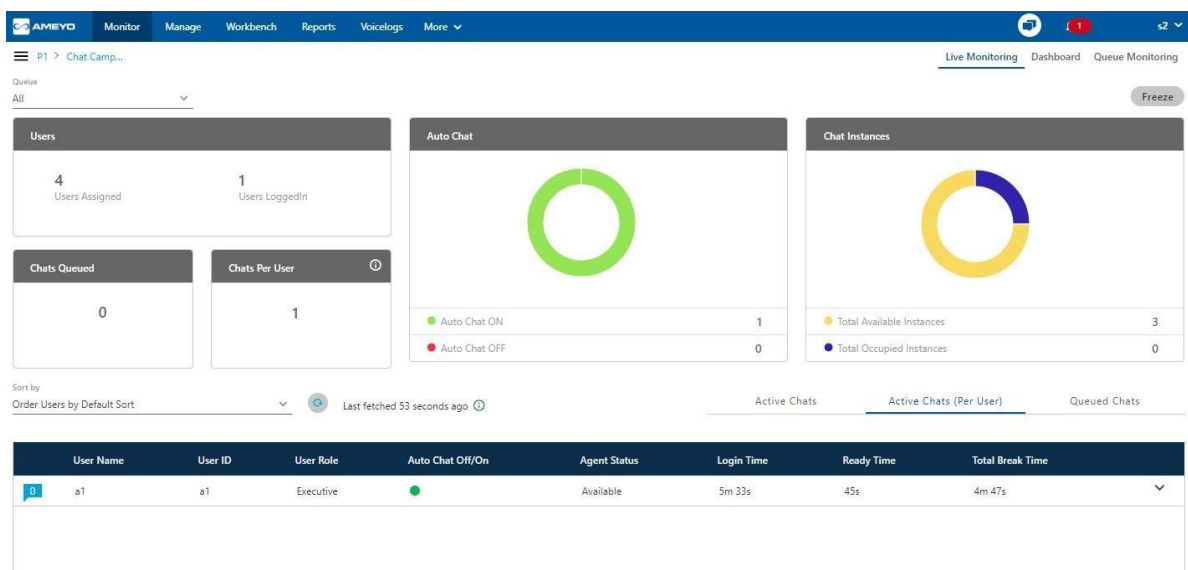 AMEYO Monitor Manage Workbench Reports Voicelogs More 1 s2
P1 > Chat Camp... Live Monitoring Dashboard Queue Monitoring
Queue
All Freeze
Users
4 1
Users Assigned Users LoggedIn
Chats Queued Chats Per User
0 1
Auto Chat
Auto Chat ON 1
Auto Chat OFF 0
Chat Instances
Total Available Instances 3
Total Occupied Instances 0
Sort by
Order Users by Default Sort Last fetched 53 seconds ago Active Chats Active Chats (Per User) Queued Chats
User Name User ID User Role Auto Chat Off/On Agent Status Login Time Ready Time Total Break Time
0 a1 a1 Executive Available 5m 33s 45s 4m 47s